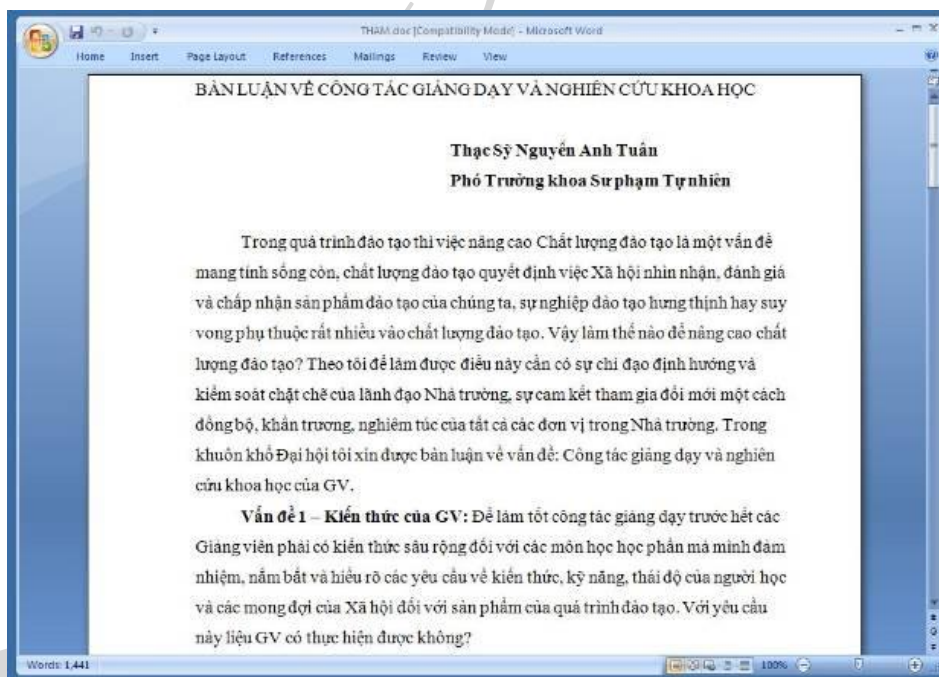 THAM.doc [Compatibility Mode] - Microsoft Word
Home Insert Page Layout References Mailings Review View
BÀN LUẬN VỀ CÔNG TÁC GIẢNG DẠY VÀ NGHIÊN CỨU KHOA HỌC
Thạc Sỹ Nguyễn Anh Tuấn
Phó Trưởng khoa Sư phạm Tự nhiên
Trong quá trình đào tạo thì việc nâng cao Chất lượng đào tạo là một vấn đề
mang tính sống còn, chất lượng đào tạo quyết định việc Xã hội nhìn nhận, đánh giá
và chấp nhận sản phẩm đào tạo của chúng ta, sự nghiệp đào tạo hưng thịnh hay suy
vong phụ thuộc rất nhiều vào chất lượng đào tạo. Vậy làm thế nào để nâng cao chất
lượng đào tạo? Theo tôi để làm được điều này cần có sự chỉ đạo định hướng và
kiểm soát chặt chẽ của lãnh đạo Nhà trường, sự cam kết tham gia đổi mới một cách
đồng bộ, khẩn trương, nghiêm túc của tất cả các đơn vị trong Nhà trường. Trong
khuôn khổ Đại hội tôi xin được bàn luận về vấn đề: Công tác giảng dạy và nghiên
cứu khoa học của GV.
Vấn đề 1 – Kiến thức của GV: Để làm tốt công tác giảng dạy trước hết các
Giảng viên phải có kiến thức sâu rộng đối với các môn học học phần mà mình đảm
nhiệm, nắm bắt và hiểu rõ các yêu cầu về kiến thức, kỹ năng, thái độ của người học
và các mong đợi của Xã hội đối với sản phẩm của quá trình đào tạo. Với yêu cầu
này liệu GV có thực hiện được không?
Words: 1,441 100%